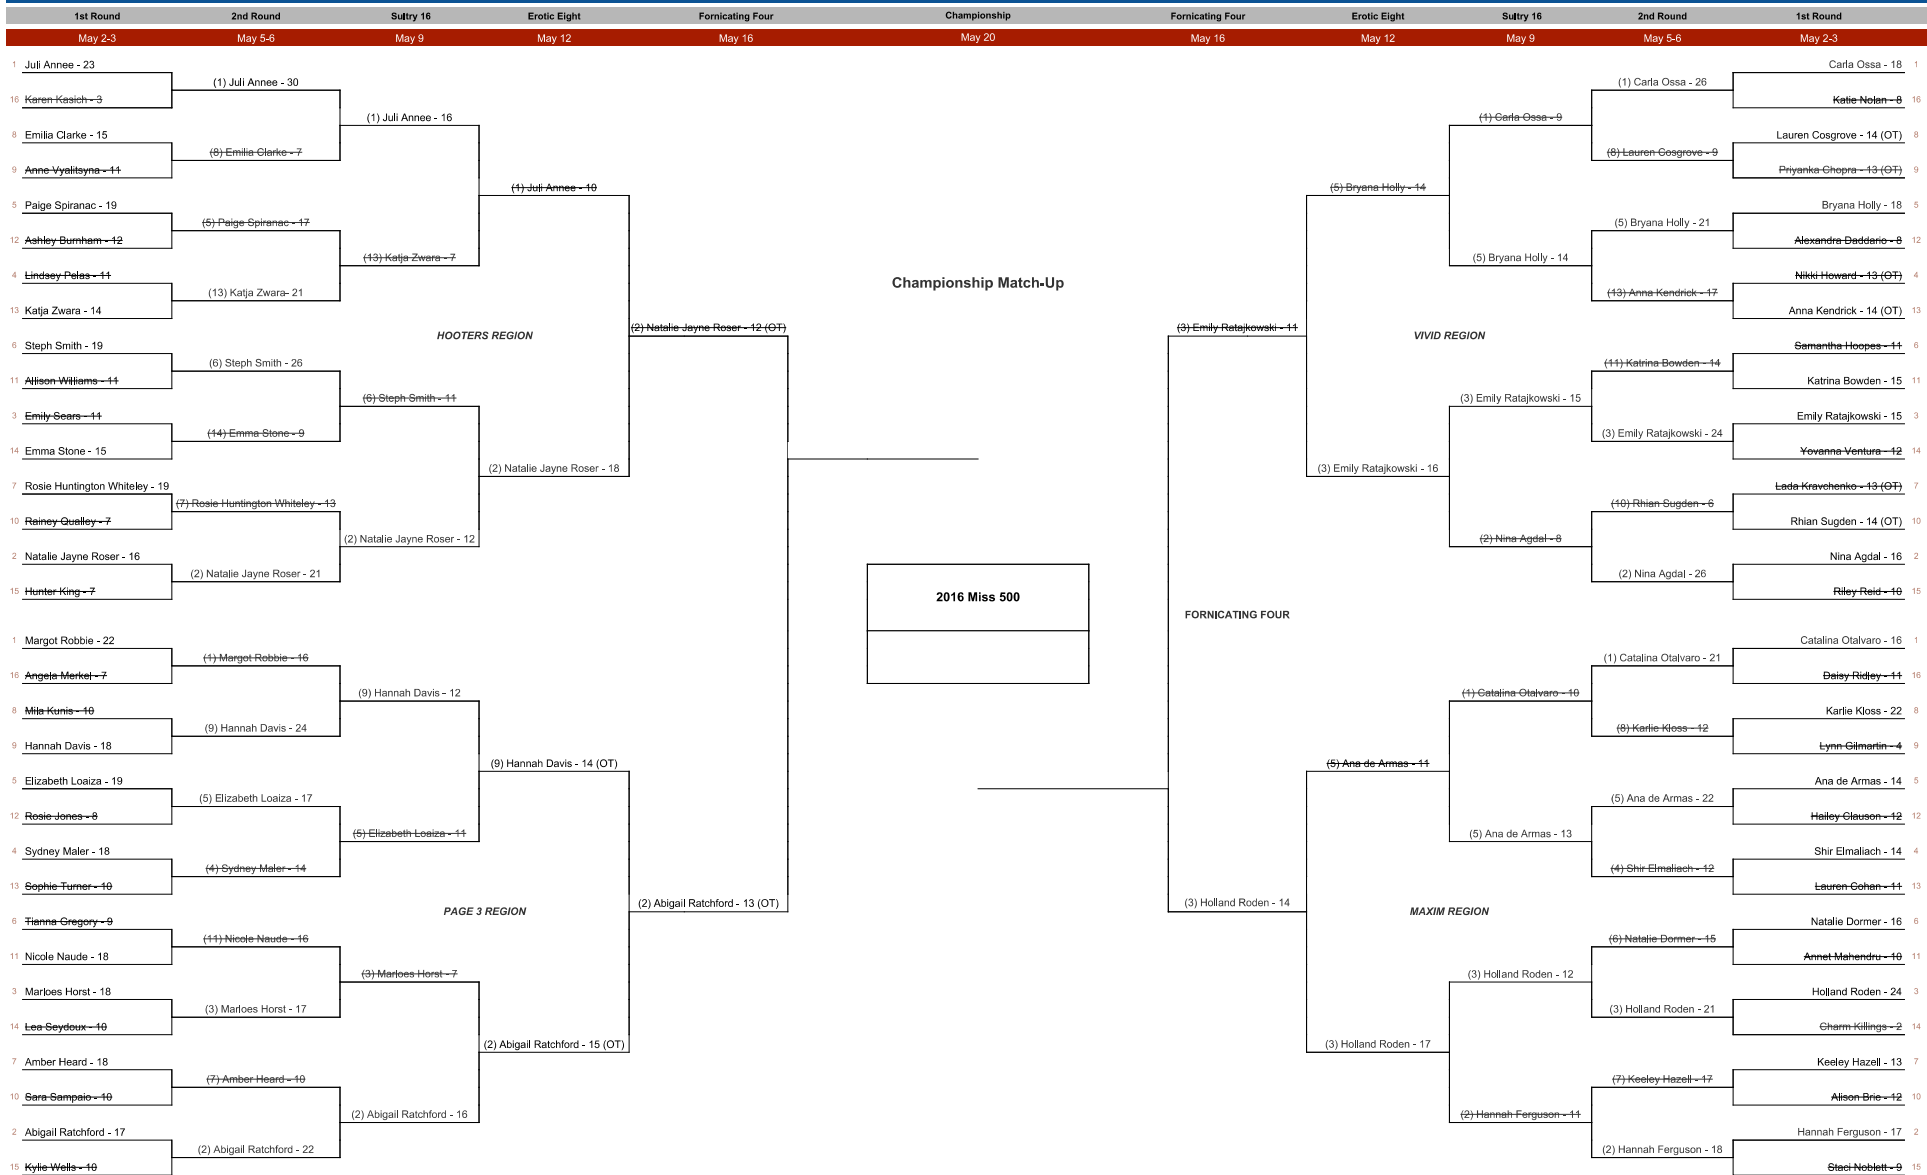 1st Round 2nd Round Sultry 16 Erotic Eight Fornicating Four Championship Fornicating Four Erotic Eight Sultry 16 2nd Round 1st Round
May 2-3 May 5-6 May 9 May 12 May 16 May 20 May 16 May 12 May 9 May 5-6 May 2-3
1 Juli Annee - 23
16 Karen Kasich - 3
8 Emilia Clarke - 15
9 Anne Vyalitsyna - 11
5 Paige Spiranac - 19
12 Ashley Burnham - 12
4 Lindsey Pelas - 11
13 Katja Zwara - 14
6 Steph Smith - 19
11 Allison Williams - 11
3 Emily Sears - 11
14 Emma Stone - 15
7 Rosie Huntington Whiteley - 19
10 Rainey Qualley - 7
2 Natalie Jayne Roser - 16
15 Hunter King - 7
(1) Juli Annee - 30
(8) Emilia Clarke - 7
(5) Paige Spiranac - 17
(13) Katja Zwara- 21
(6) Steph Smith - 26
(14) Emma Stone - 9
(7) Rosie Huntington Whiteley - 13
(2) Natalie Jayne Roser - 21
(1) Juli Annee - 16
(13) Katja Zwara - 7
(6) Steph Smith - 11
(2) Natalie Jayne Roser - 12
(1) Juli Annee - 10
(2) Natalie Jayne Roser - 18
HOOTERS REGION
(2) Natalie Jayne Roser - 12 (OT)
1 Margot Robbie - 22
16 Angela Merkel - 7
8 Mila Kunis - 10
9 Hannah Davis - 18
5 Elizabeth Loaiza - 19
12 Rosie Jones - 8
4 Sydney Maler - 18
13 Sophie Turner - 10
6 Tianna Gregory - 9
11 Nicole Naude - 18
3 Marloes Horst - 18
14 Lea Seydoux - 10
7 Amber Heard - 18
10 Sara Sampaio - 10
2 Abigail Ratchford - 17
15 Kylie Wells - 10
(1) Margot Robbie - 16
(9) Hannah Davis - 24
(5) Elizabeth Loaiza - 17
(4) Sydney Maler - 14
(11) Nicole Naude - 16
(3) Marloes Horst - 17
(7) Amber Heard - 10
(2) Abigail Ratchford - 22
(9) Hannah Davis - 12
(5) Elizabeth Loaiza - 11
(3) Marloes Horst - 7
(2) Abigail Ratchford - 16
(9) Hannah Davis - 14 (OT)
(2) Abigail Ratchford - 15 (OT)
PAGE 3 REGION
(2) Abigail Ratchford - 13 (OT)
Championship Match-Up
2016 Miss 500
FORNICATING FOUR
(3) Emily Ratajkowski - 11
VIVID REGION
(5) Bryana Holly - 14
(3) Emily Ratajkowski - 16
(1) Carla Ossa - 9
(5) Bryana Holly - 14
(3) Emily Ratajkowski - 15
(2) Nina Agdal - 8
(1) Carla Ossa - 26
(8) Lauren Cosgrove - 9
(5) Bryana Holly - 21
(13) Anna Kendrick - 17
(11) Katrina Bowden - 14
(3) Emily Ratajkowski - 24
(10) Rhian Sugden - 6
(2) Nina Agdal - 26
Carla Ossa - 18 1
Katie Nolan - 8 16
Lauren Cosgrove - 14 (OT) 8
Priyanka Chopra - 13 (OT) 9
Bryana Holly - 18 5
Alexandra Daddario - 8 12
Nikki Howard - 13 (OT) 4
Anna Kendrick - 14 (OT) 13
Samantha Hoopes - 11 6
Katrina Bowden - 15 11
Emily Ratajkowski - 15 3
Yovanna Ventura - 12 14
Lada Kravchenko - 13 (OT) 7
Rhian Sugden - 14 (OT) 10
Nina Agdal - 16 2
Riley Reid - 10 15
(3) Holland Roden - 14
MAXIM REGION
(5) Ana de Armas - 11
(3) Holland Roden - 17
(1) Catalina Otalvaro - 10
(5) Ana de Armas - 13
(3) Holland Roden - 12
(2) Hannah Ferguson - 11
(1) Catalina Otalvaro - 21
(8) Karlie Kloss - 12
(5) Ana de Armas - 22
(4) Shir Elmaliach - 12
(6) Natalie Dormer - 15
(3) Holland Roden - 21
(7) Keeley Hazell - 17
(2) Hannah Ferguson - 18
Catalina Otalvaro - 16 1
Daisy Ridley - 11 16
Karlie Kloss - 22 8
Lynn Gilmartin - 4 9
Ana de Armas - 14 5
Hailey Clauson - 12 12
Shir Elmaliach - 14 4
Lauren Cohan - 11 13
Natalie Dormer - 16 6
Annet Mahendru - 10 11
Holland Roden - 24 3
Charm Killings - 2 14
Keeley Hazell - 13 7
Alison Brie - 12 10
Hannah Ferguson - 17 2
Staci Noblett - 9 15